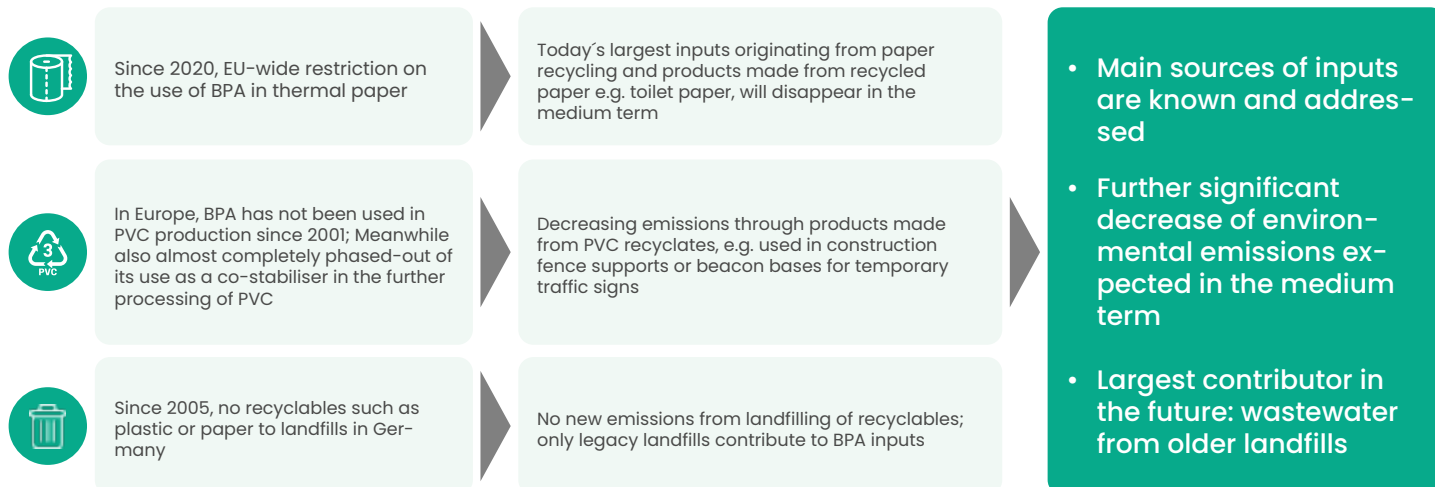 Since 2020, EU-wide restriction on
the use of BPA in thermal paper
Today´s largest inputs originating from paper
recycling and products made from recycled
paper e.g. toilet paper, will disappear in the
medium term
3
PVC
In Europe, BPA has not been used in
PVC production since 2001; Meanwhile
also almost completely phased-out of
its use as a co-stabiliser in the further
processing of PVC
Decreasing emissions through products made
from PVC recyclates, e.g. used in construction
fence supports or beacon bases for temporary
traffic signs
Since 2005, no recyclables such as
plastic or paper to landfills in Ger-
many
No new emissions from landfilling of recyclables;
only legacy landfills contribute to BPA inputs
• Main sources of inputs
are known and addres-
sed
• Further significant
decrease of environ-
mental emissions ex-
pected in the medium
term
• Largest contributor in
the future: wastewater
from older landfills